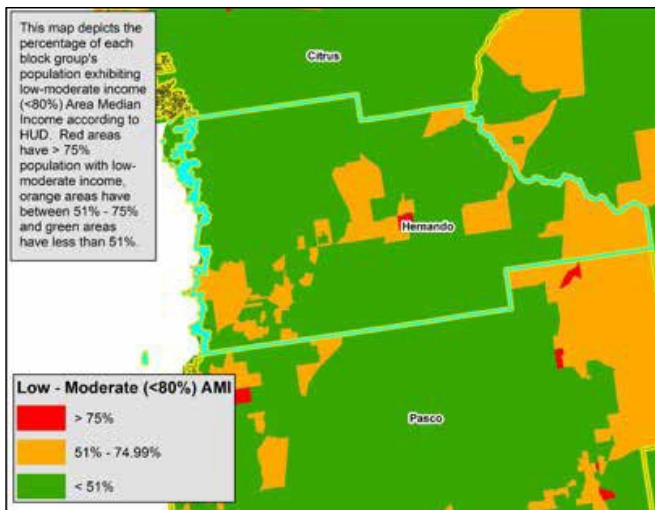 This map depicts the
percentage of each
block group's
population exhibiting
low-moderate income
(<80%) Area Median
Income according to
HUD. Red areas
have > 75%
population with low-
moderate income,
orange areas have
between 51% - 75%
and green areas
have less than 51%.
Citrus
Hernando
Pasco
Low - Moderate (<80%) AMI
> 75%
51% - 74.99%
< 51%